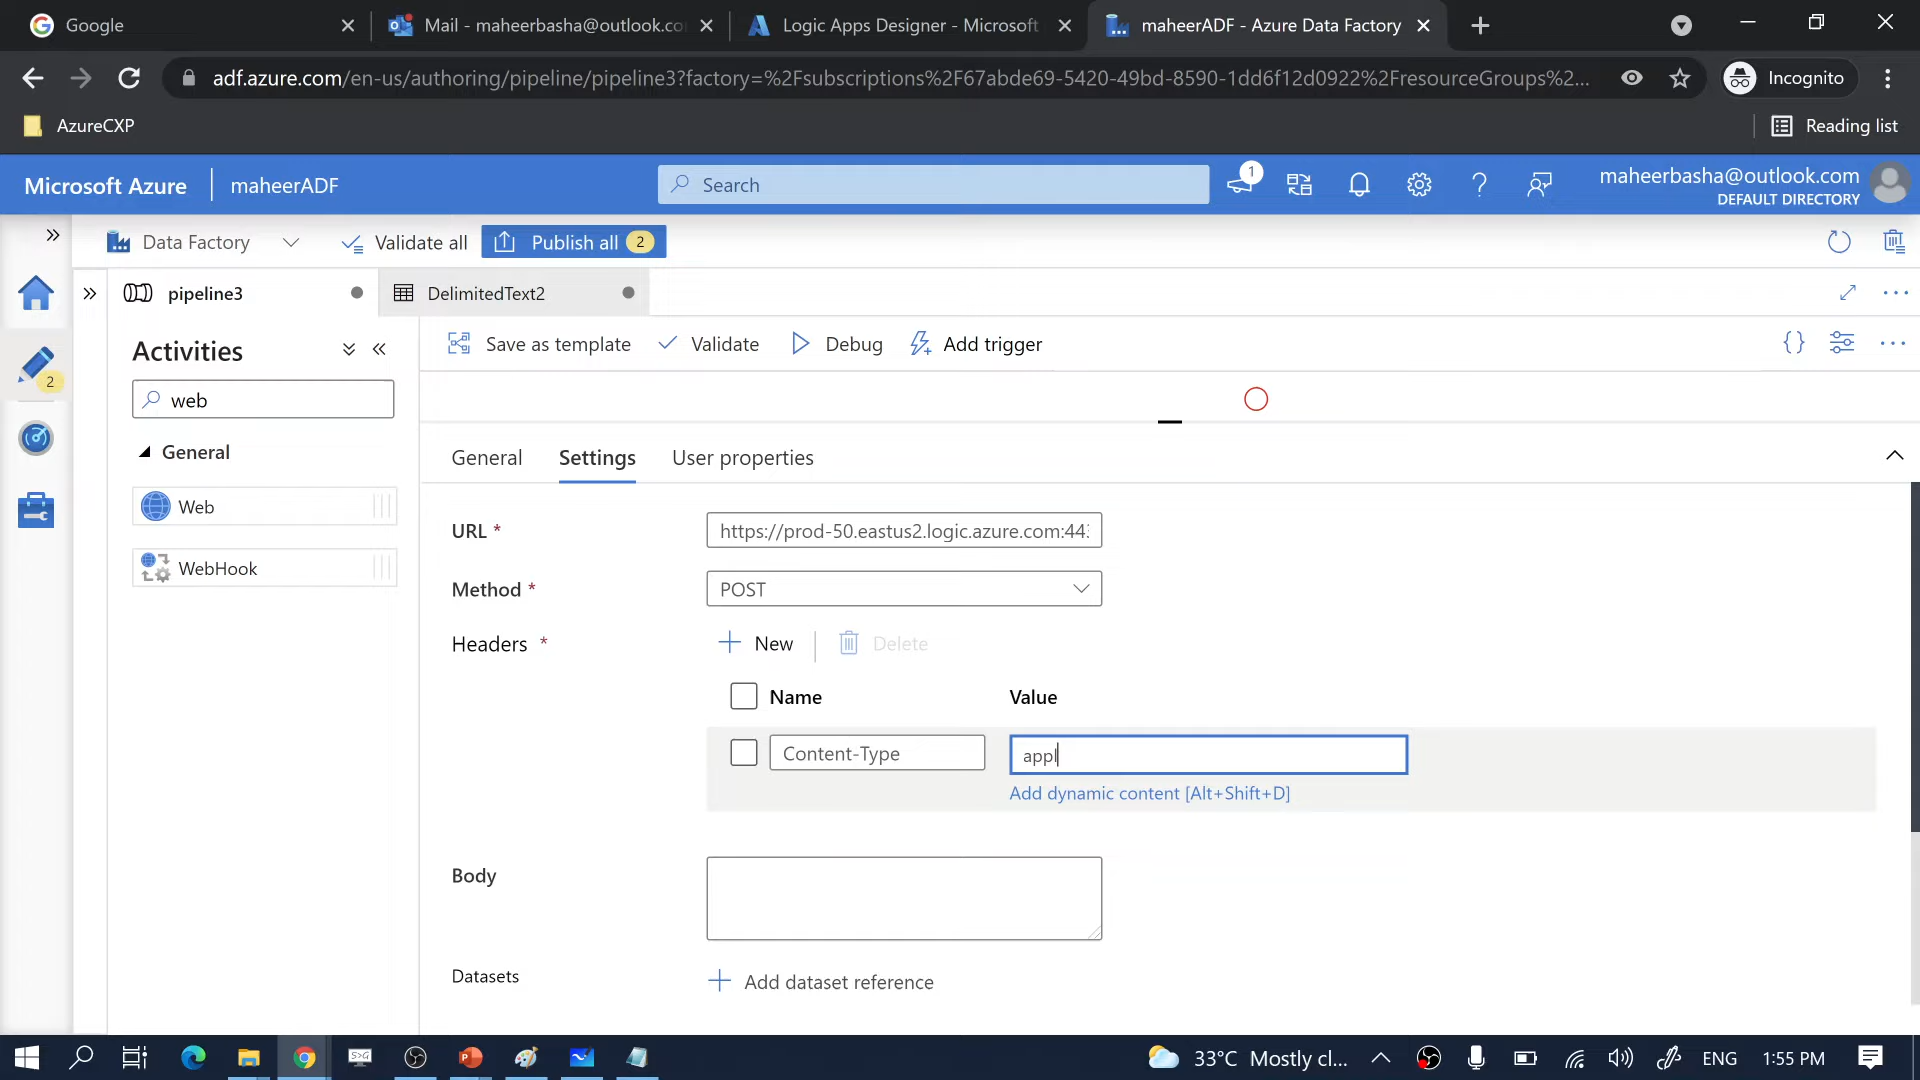 Google
Mail - maheerbasha@outlook.co
Logic Apps Designer - Microsoft
maheerADF - Azure Data Factory
adf.azure.com/en-us/authoring/pipeline/pipeline3?factory=%2Fsubscriptions%2F67abde69-5420-49bd-8590-1dd6f12d0922%2FresourceGroups%2...
Incognito
AzureCXP
Reading list
Microsoft Azure
maheerADF
Search
1
maheerbasha@outlook.com
DEFAULT DIRECTORY
Data Factory
Validate all
Publish all 2
pipeline3
DelimitedText2
2
Activities
Save as template
Validate
Debug
Add trigger
web
General
Web
WebHook
General
Settings
User properties
URL *
https://prod-50.eastus2.logic.azure.com:44
Method *
POST
Headers *
New
Delete
Name
Value
Content-Type
appl
Add dynamic content [Alt+Shift+D]
Body
Datasets
Add dataset reference
33°C Mostly cl...
ENG
1:55 PM